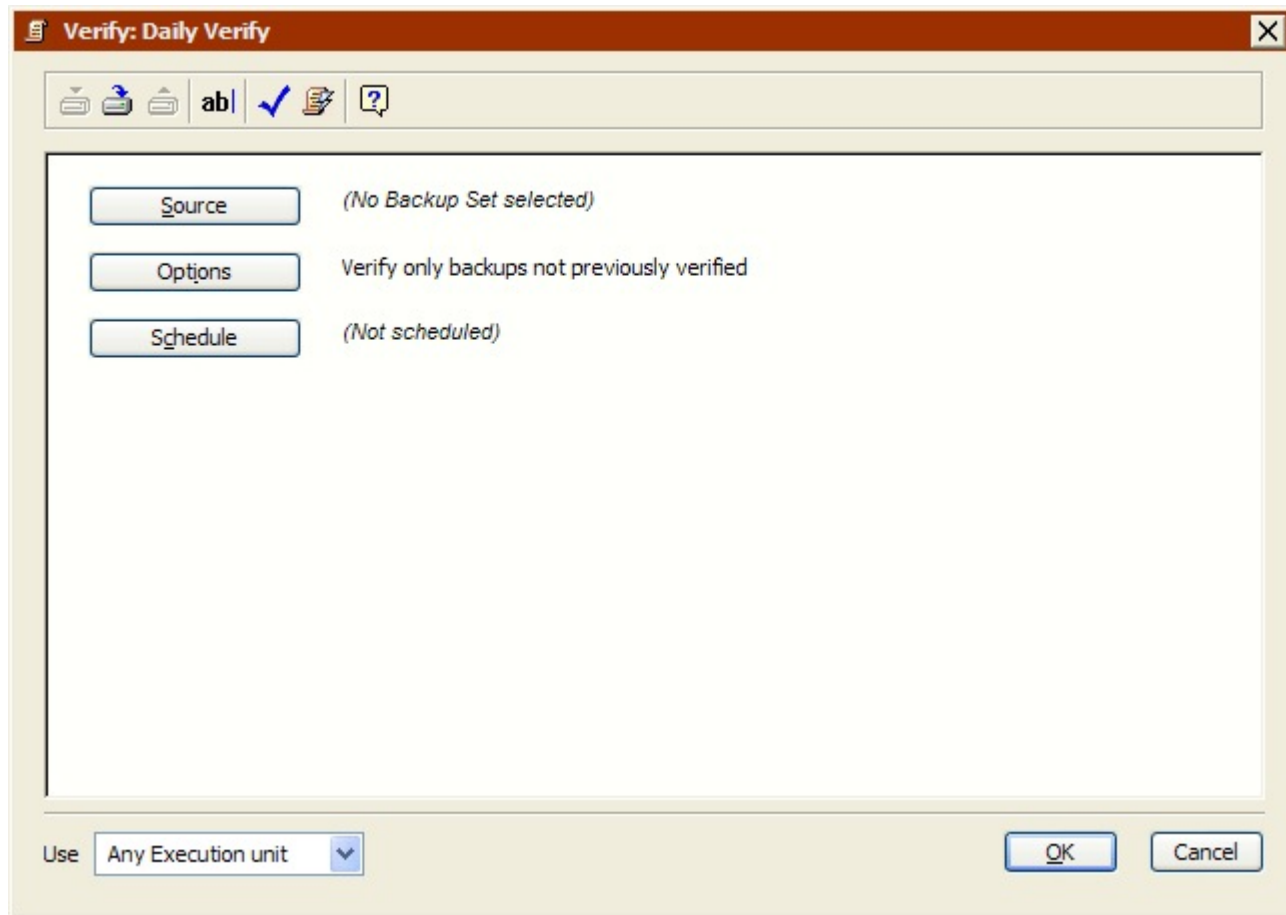 Verify: Daily Verify
ab|
Source (No Backup Set selected)
Options Verify only backups not previously verified
Schedule (Not scheduled)
Use Any Execution unit OK Cancel